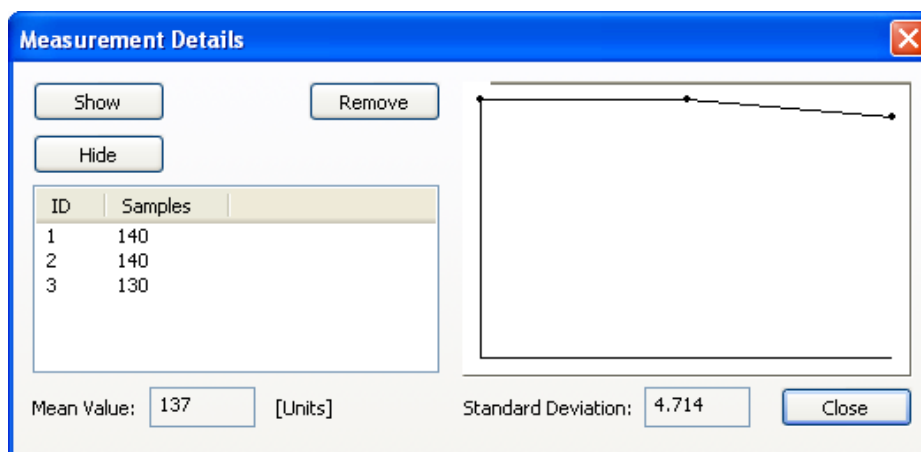 Measurement Details
Show
Remove
Hide
ID Samples
1 140
2 140
3 130
Mean Value: 137 [Units]
Standard Deviation: 4.714
Close